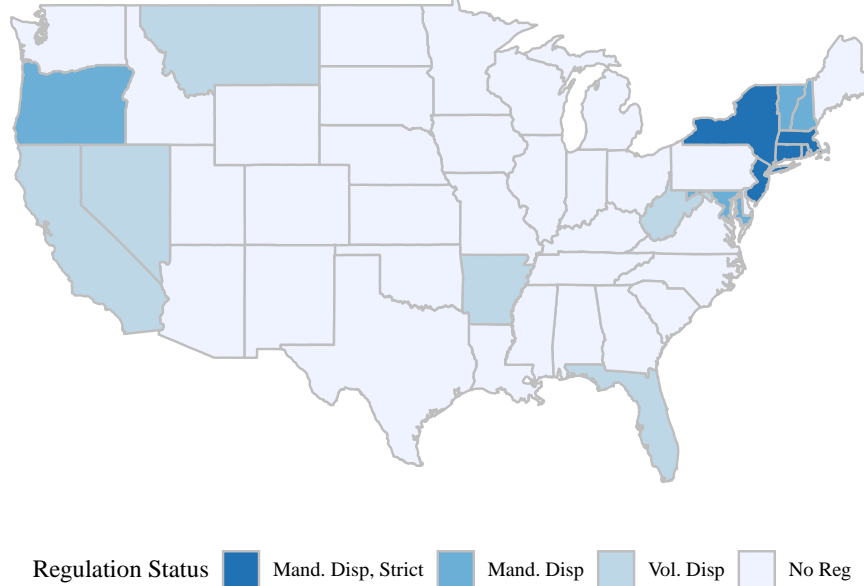 Regulation Status Mand. Disp, Strict Mand. Disp Vol. Disp No Reg